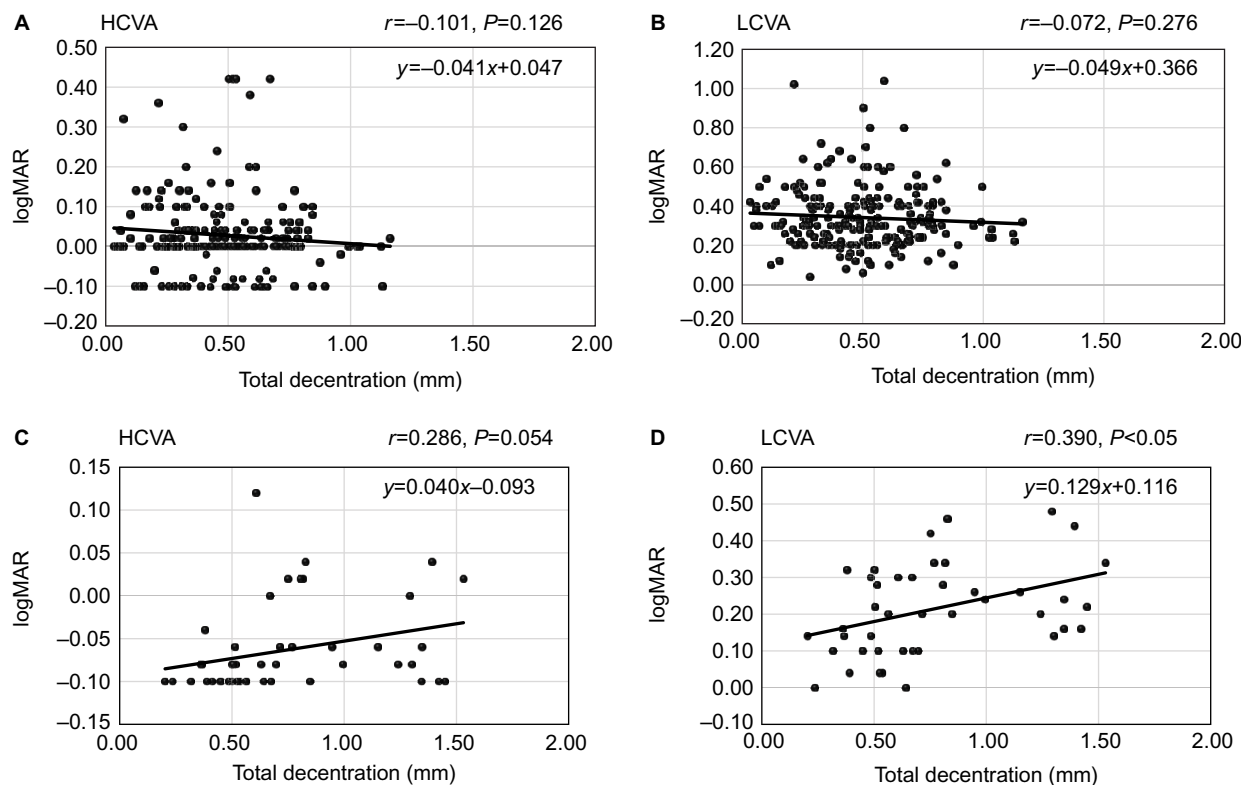 A HCVA r=–0.101, P=0.126
y=–0.041x+0.047
0.50
0.40
0.30
0.20
0.10
0.00
–0.10
–0.20
logMAR
0.00 0.50 1.00 1.50 2.00
Total decentration (mm)
B LCVA r=–0.072, P=0.276
y=–0.049x+0.366
1.20
1.00
0.80
0.60
0.40
0.20
0.00
–0.20
logMAR
0.00 0.50 1.00 1.50 2.00
Total decentration (mm)
C HCVA r=0.286, P=0.054
y=0.040x–0.093
0.15
0.10
0.05
0.00
–0.05
–0.10
–0.15
logMAR
0.00 0.50 1.00 1.50 2.00
Total decentration (mm)
D LCVA r=0.390, P<0.05
y=0.129x+0.116
0.60
0.50
0.40
0.30
0.20
0.10
0.00
–0.10
logMAR
0.00 0.50 1.00 1.50 2.00
Total decentration (mm)